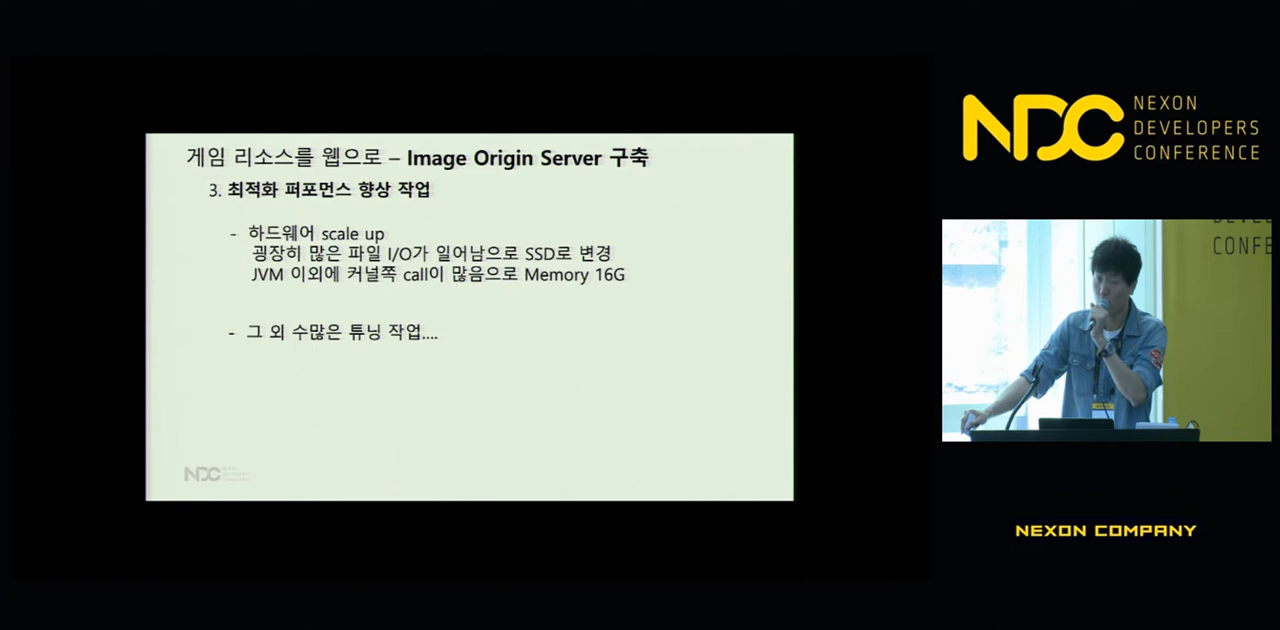 게임 리소스를 웹으로 – Image Origin Server 구축
3. 최적화 퍼포먼스 향상 작업
- 하드웨어 scale up
굉장히 많은 파일 I/O가 일어남으로 SSD로 변경
JVM 이외에 커널쪽 call이 많음으로 Memory 16G
- 그 외 수많은 튜닝 작업....
NDC
NDC
NEXON
DEVELOPERS
CONFERENCE
CONFE
NEXON COMPANY